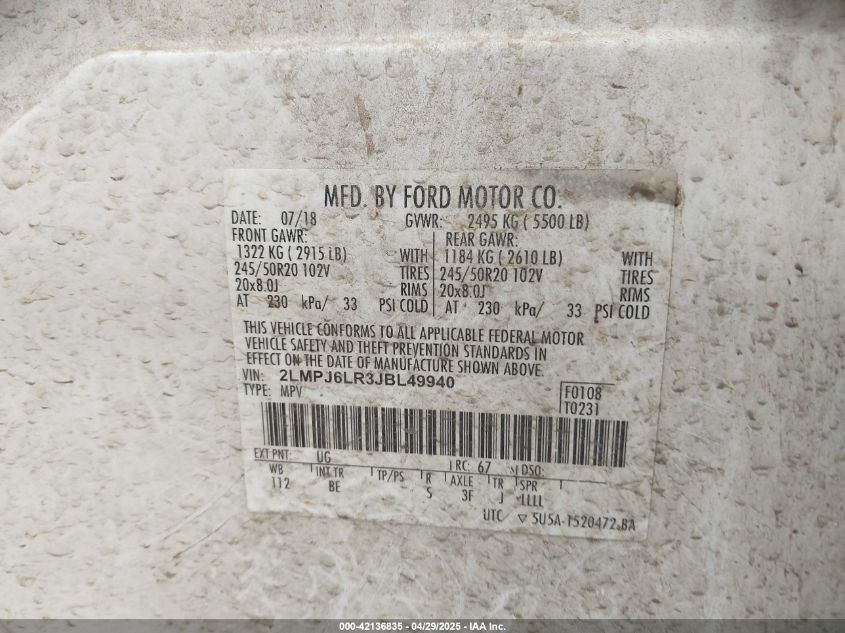 MFD. BY FORD MOTOR CO.
DATE: 07/18 GVWR: 2495 KG ( 5500 LB)
FRONT GAWR: REAR GAWR:
1322 KG ( 2915 LB) WITH 1184 KG ( 2610 LB) WITH
245/50R20 102V TIRES 245/50R20 102V TIRES
20x8.0J RIMS 20x8.0J RIMS
AT 230 kPa/ 33 PSI COLD AT 230 kPa/ 33 PSI COLD
THIS VEHICLE CONFORMS TO ALL APPLICABLE FEDERAL MOTOR
VEHICLE SAFETY AND THEFT PREVENTION STANDARDS IN
EFFECT ON THE DATE OF MANUFACTURE SHOWN ABOVE.
VIN: 2LMPJ6LR3JBL49940
TYPE: MPV F0108
T0231
EXT PNT: UG RC: 67 DSO:
WB INT TR TP/PS R AXLE TR SPR
112 BE S 3F J LLLL
UTC ▽ 5U5A-1520472-BA
000-42136835 - 04/29/2025 - IAA Inc.